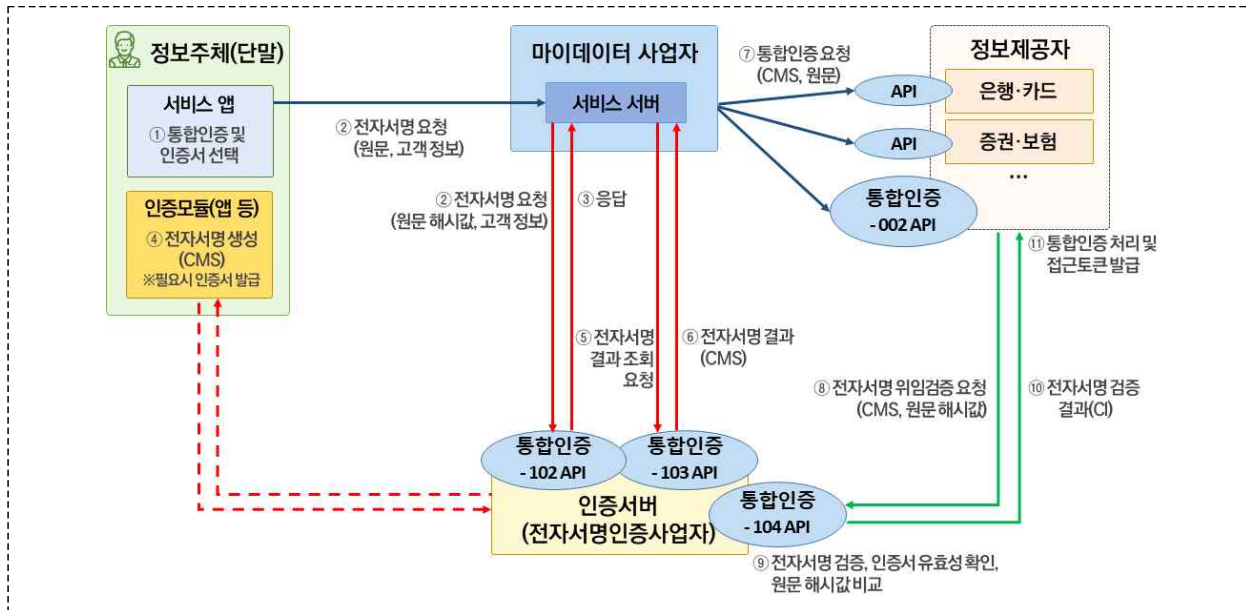 정보주체(단말)
서비스 앱
① 통합인증 및
인증서 선택
인증모듈(앱 등)
④ 전자서명 생성
(CMS)
※필요시 인증서 발급
② 전자서명 요청
(원문, 고객 정보)
마이데이터 사업자
서비스 서버
② 전자서명 요청
(원문 해시값, 고객 정보)
③ 응답
⑤ 전자서명
결과 조회
요청
⑥ 전자서명 결과
(CMS)
⑦ 통합인증 요청
(CMS, 원문)
정보제공자
API
은행·카드
API
증권·보험
...
통합인증
- 002 API
⑪ 통합인증 처리 및
접근토큰 발급
⑧ 전자서명 위임검증 요청
(CMS, 원문 해시값)
⑩ 전자서명 검증
결과(CI)
통합인증
- 102 API
통합인증
- 103 API
인증서버
(전자서명인증사업자)
통합인증
- 104 API
⑨ 전자서명 검증, 인증서 유효성 확인,
원문 해시값 비교